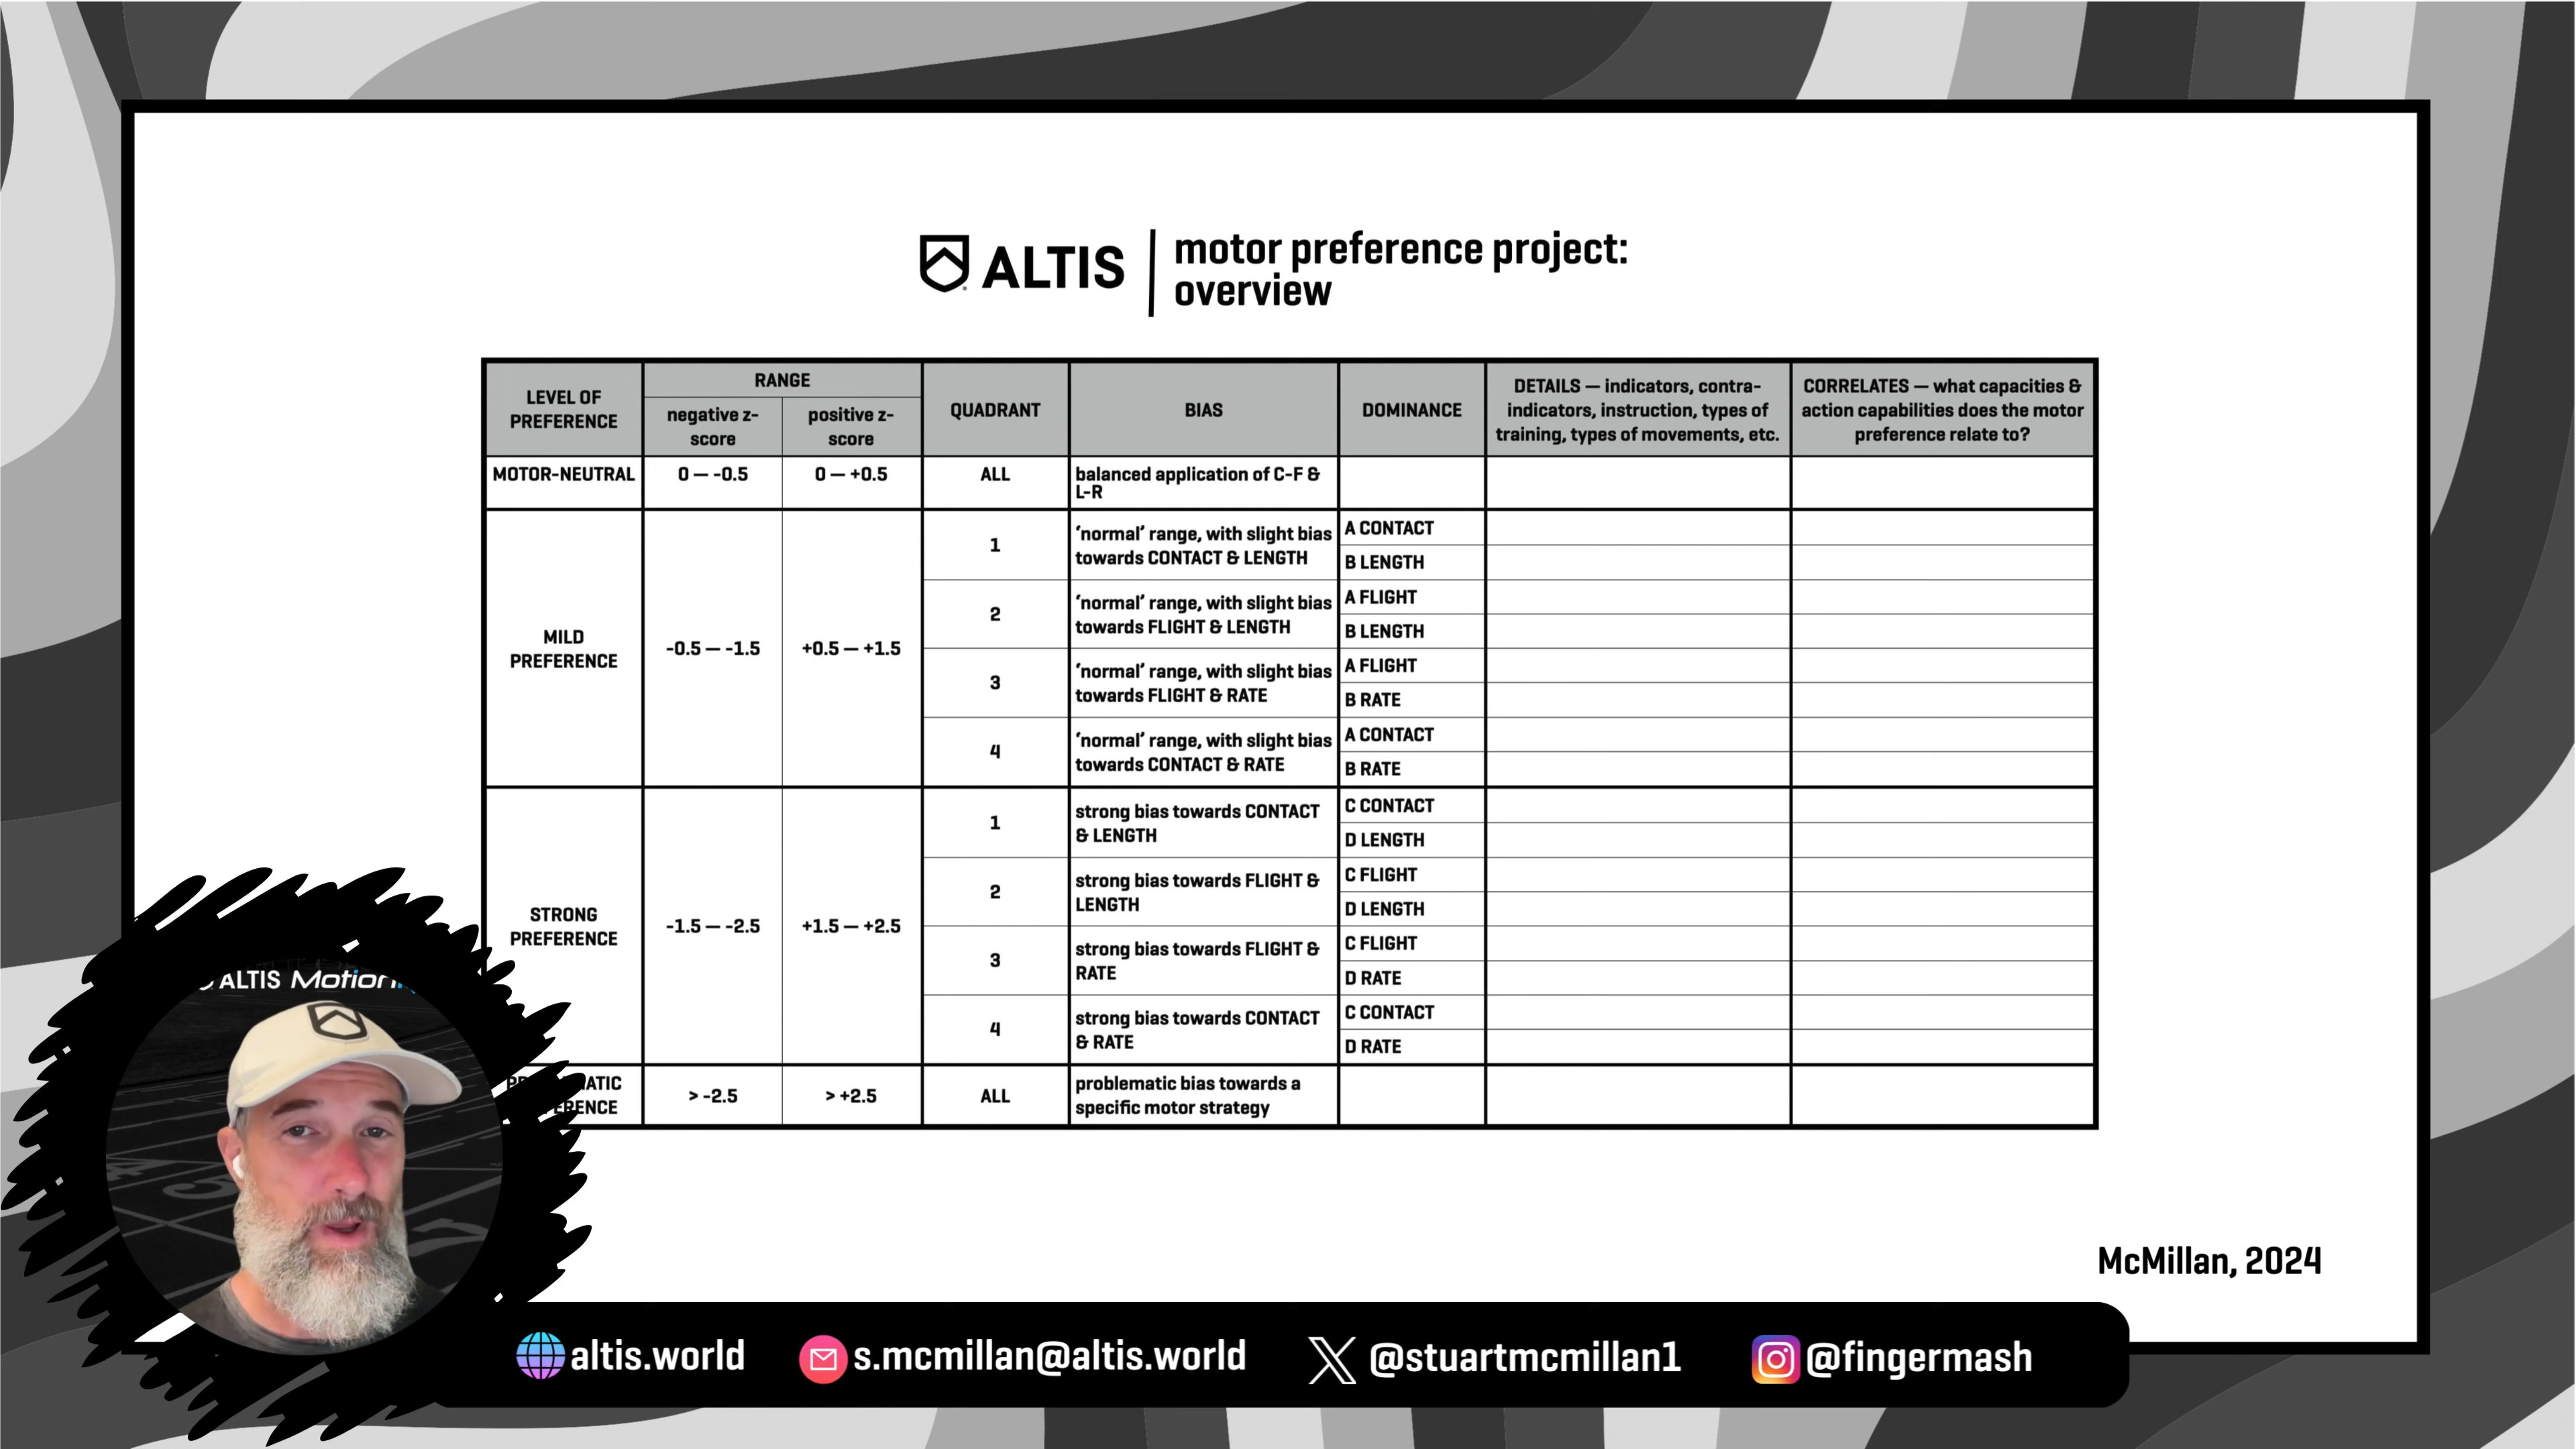 ALTIS
motor preference project:
overview
LEVEL OF
PREFERENCE
RANGE
negative z-
score
positive z-
score
QUADRANT
BIAS
DOMINANCE
DETAILS — indicators, contra-
indicators, instruction, types of
training, types of movements, etc.
CORRELATES — what capacities &
action capabilities does the motor
preference relate to?
MOTOR-NEUTRAL
0 — -0.5
0 — +0.5
ALL
balanced application of C-F &
L-R
MILD
PREFERENCE
-0.5 — -1.5
+0.5 — +1.5
1
'normal' range, with slight bias
towards CONTACT & LENGTH
A CONTACT
B LENGTH
2
'normal' range, with slight bias
towards FLIGHT & LENGTH
A FLIGHT
B LENGTH
3
'normal' range, with slight bias
towards FLIGHT & RATE
A FLIGHT
B RATE
4
'normal' range, with slight bias
towards CONTACT & RATE
A CONTACT
B RATE
STRONG
PREFERENCE
-1.5 — -2.5
+1.5 — +2.5
1
strong bias towards CONTACT
& LENGTH
C CONTACT
D LENGTH
2
strong bias towards FLIGHT &
LENGTH
C FLIGHT
D LENGTH
3
strong bias towards FLIGHT &
RATE
C FLIGHT
D RATE
4
strong bias towards CONTACT
& RATE
C CONTACT
D RATE
> -2.5
> +2.5
ALL
problematic bias towards a
specific motor strategy
ALTIS
McMillan, 2024
altis.world
s.mcmillan@altis.world
@stuartmcmillan1
@fingermash